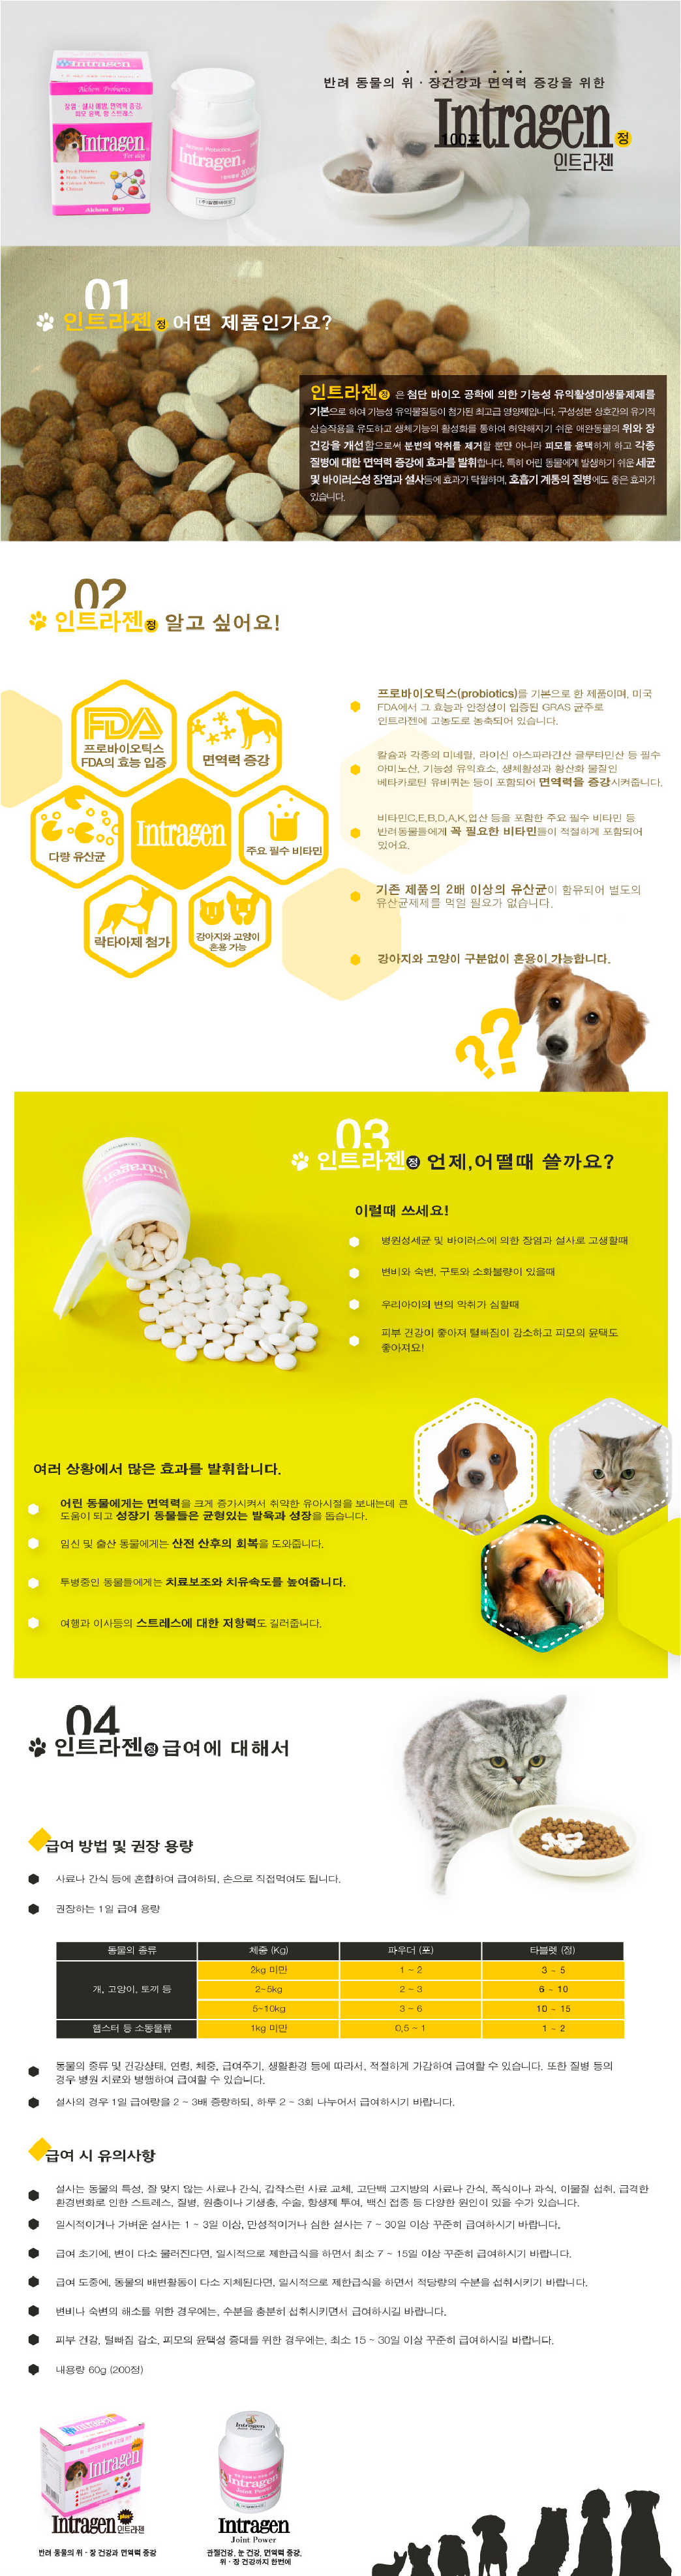 반려 동물의 위 · 장건강과 면역력 증강을 위한
Intragen 정
100포
인트라젠
Intragen
Alchem Probiotics
장염·설사 예방, 면역력 증강,
피모 윤택, 항 스트레스
Intragen
For dog
Alchem BIO
Intragen
300mg
01
인트라젠 정 어떤 제품인가요?
인트라젠 정 은 첨단 바이오 공학에 의한 기능성 유익활성미생물제제를
기본으로 하여 기능성 유익물질등이 첨가된 최고급 영양제입니다. 구성성분 상호간의 유기적
상승작용을 유도하고 생체기능의 활성화를 통하여 허약해지기 쉬운 애완동물의 위와 장
건강을 개선함으로써 분변의 악취를 제거할 뿐만 아니라 피모를 윤택하게 하고 각종
질병에 대한 면역력 증강에 효과를 발휘합니다. 특히 어린 동물에게 발생하기 쉬운 세균
및 바이러스성 장염과 설사등에 효과가 탁월하며, 호흡기 계통의 질병에도 좋은 효과가
있습니다.
02
인트라젠 정 알고 싶어요!
FDA
프로바이오틱스
FDA의 효능 입증
면역력 증강
다량 유산균
Intragen
주요 필수 비타민
락타아제 첨가
강아지와 고양이
혼용 가능
프로바이오틱스(probiotics)를 기본으로 한 제품이며, 미국
FDA에서 그 효능과 안정성이 입증된 GRAS 균주로
인트라젠에 고농도로 농축되어 있습니다.
칼슘과 각종의 미네랄, 라이신 아스파라긴산 글루타민산 등 필수
아미노산, 기능성 유익효소, 생체활성과 황산화 물질인
베타카로틴 유비퀴논 등이 포함되어 면역력을 증강시켜줍니다.
비타민C,E,B,D,A,K,엽산 등을 포함한 주요 필수 비타민 등
반려동물들에게 꼭 필요한 비타민들이 적절하게 포함되어
있어요.
기존 제품의 2배 이상의 유산균이 함유되어 별도의
유산균제제를 먹일 필요가 없습니다.
강아지와 고양이 구분없이 혼용이 가능합니다.
??
03
인트라젠 정 언제,어떨때 쓸까요?
이럴때 쓰세요!
병원성세균 및 바이러스에 의한 장염과 설사로 고생할때
변비와 숙변, 구토와 소화불량이 있을때
우리아이의 변의 악취가 심할때
피부 건강이 좋아져 털빠짐이 감소하고 피모의 윤택도
좋아져요!
여러 상황에서 많은 효과를 발휘합니다.
어린 동물에게는 면역력을 크게 증가시켜서 취약한 유아시절을 보내는데 큰
도움이 되고 성장기 동물들은 균형있는 발육과 성장을 돕습니다.
임신 및 출산 동물에게는 산전 산후의 회복을 도와줍니다.
투병중인 동물들에게는 치료보조와 치유속도를 높여줍니다.
여행과 이사등의 스트레스에 대한 저항력도 길러줍니다.
04
인트라젠 정 급여에 대해서
급여 방법 및 권장 용량
사료나 간식 등에 혼합하여 급여하되, 손으로 직접먹여도 됩니다.
권장하는 1일 급여 용량
동물의 종류 체중 (Kg) 파우더 (포) 타블렛 (정)
개, 고양이, 토끼 등 2kg 미만 1 ~ 2 3 ~ 5
2~5kg 2 ~ 3 6 ~ 10
5~10kg 3 ~ 6 10 ~ 15
햄스터 등 소동물류 1kg 미만 0,5 ~ 1 1 ~ 2
동물의 종류 및 건강상태, 연령, 체중, 급여주기, 생활환경 등에 따라서, 적절하게 가감하여 급여할 수 있습니다. 또한 질병 등의
경우 병원 치료와 병행하여 급여할 수 있습니다.
설사의 경우 1일 급여량을 2 ~ 3배 증량하되, 하루 2 ~ 3회 나누어서 급여하시기 바랍니다.
급여 시 유의사항
설사는 동물의 특성, 잘 맞지 않는 사료나 간식, 갑작스런 사료 교체, 고단백 고지방의 사료나 간식, 폭식이나 과식, 이물질 섭취, 급격한
환경변화로 인한 스트레스, 질병, 원충이나 기생충, 수술, 항생제 투여, 백신 접종 등 다양한 원인이 있을 수가 있습니다.
일시적이거나 가벼운 설사는 1 ~ 3일 이상, 만성적이거나 심한 설사는 7 ~ 30일 이상 꾸준히 급여하시기 바랍니다.
급여 초기에, 변이 다소 물러진다면, 일시적으로 제한급식을 하면서 최소 7 ~ 15일 이상 꾸준히 급여하시기 바랍니다.
급여 도중에, 동물의 배변활동이 다소 지체된다면, 일시적으로 제한급식을 하면서 적당량의 수분을 섭취시키기 바랍니다.
변비나 숙변의 해소를 위한 경우에는, 수분을 충분히 섭취시키면서 급여하시길 바랍니다.
피부 건강, 털빠짐 감소, 피모의 윤택성 증대를 위한 경우에는, 최소 15 ~ 30일 이상 꾸준히 급여하시길 바랍니다.
내용량 60g (200정)
Intragen
Intragen
Joint Power
Intragen plus 인트라젠
반려 동물의 위·장 건강과 면역력 증강
Intragen
Joint Power
관절건강, 눈 건강, 면역력 증강,
위·장 건강까지 한번에